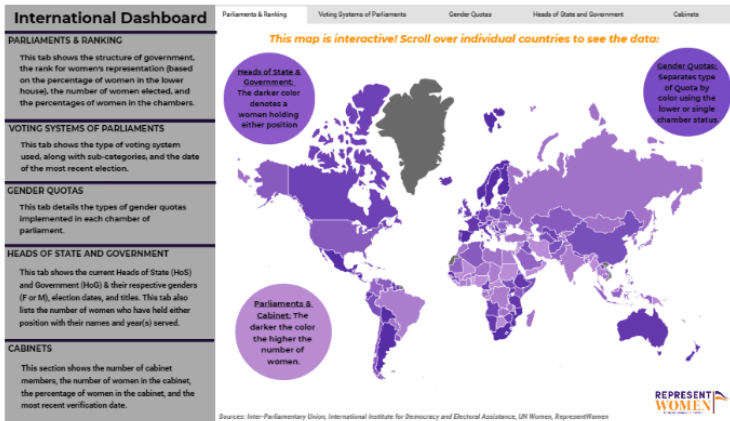 International Dashboard
PARLIAMENTS & RANKING
This tab shows the structure of government,
the rank for women's representation (based
on the percentage of women in the lower
house), the number of women elected, and
the percentages of women in the chambers.
VOTING SYSTEMS OF PARLIAMENTS
This tab shows the type of voting system
used, along with sub-categories, and the date
of the most recent election.
GENDER QUOTAS
This tab details the types of gender quotas
implemented in each chamber of
parliament.
HEADS OF STATE AND GOVERNMENT
This tab shows the current Heads of State (HoS)
and Government (HoG) & their respective genders
(F or M), election dates, and titles. This tab also
lists the number of women who have held either
position with their names and year(s) served.
CABINETS
This section shows the number of cabinet
members, the number of women in the cabinet,
the percentage of women in the cabinet, and the
most recent verification date.
Parliaments & Ranking
Voting Systems of Parliaments
Gender Quotas
Heads of State and Government
Cabinets
This map is interactive! Scroll over individual countries to see the data:
Heads of State &
Government:
The darker color
denotes a
women holding
either position
Gender Quotas:
Separates type
of Quota by
color using the
lower or single
chamber status.
Parliaments &
Cabinet: The
darker the color
the higher the
number of
women.
REPRESENT
WOMEN
Sources: Inter-Parliamentary Union, International Institute for Democracy and Electoral Assistance, UN Women, RepresentWomen